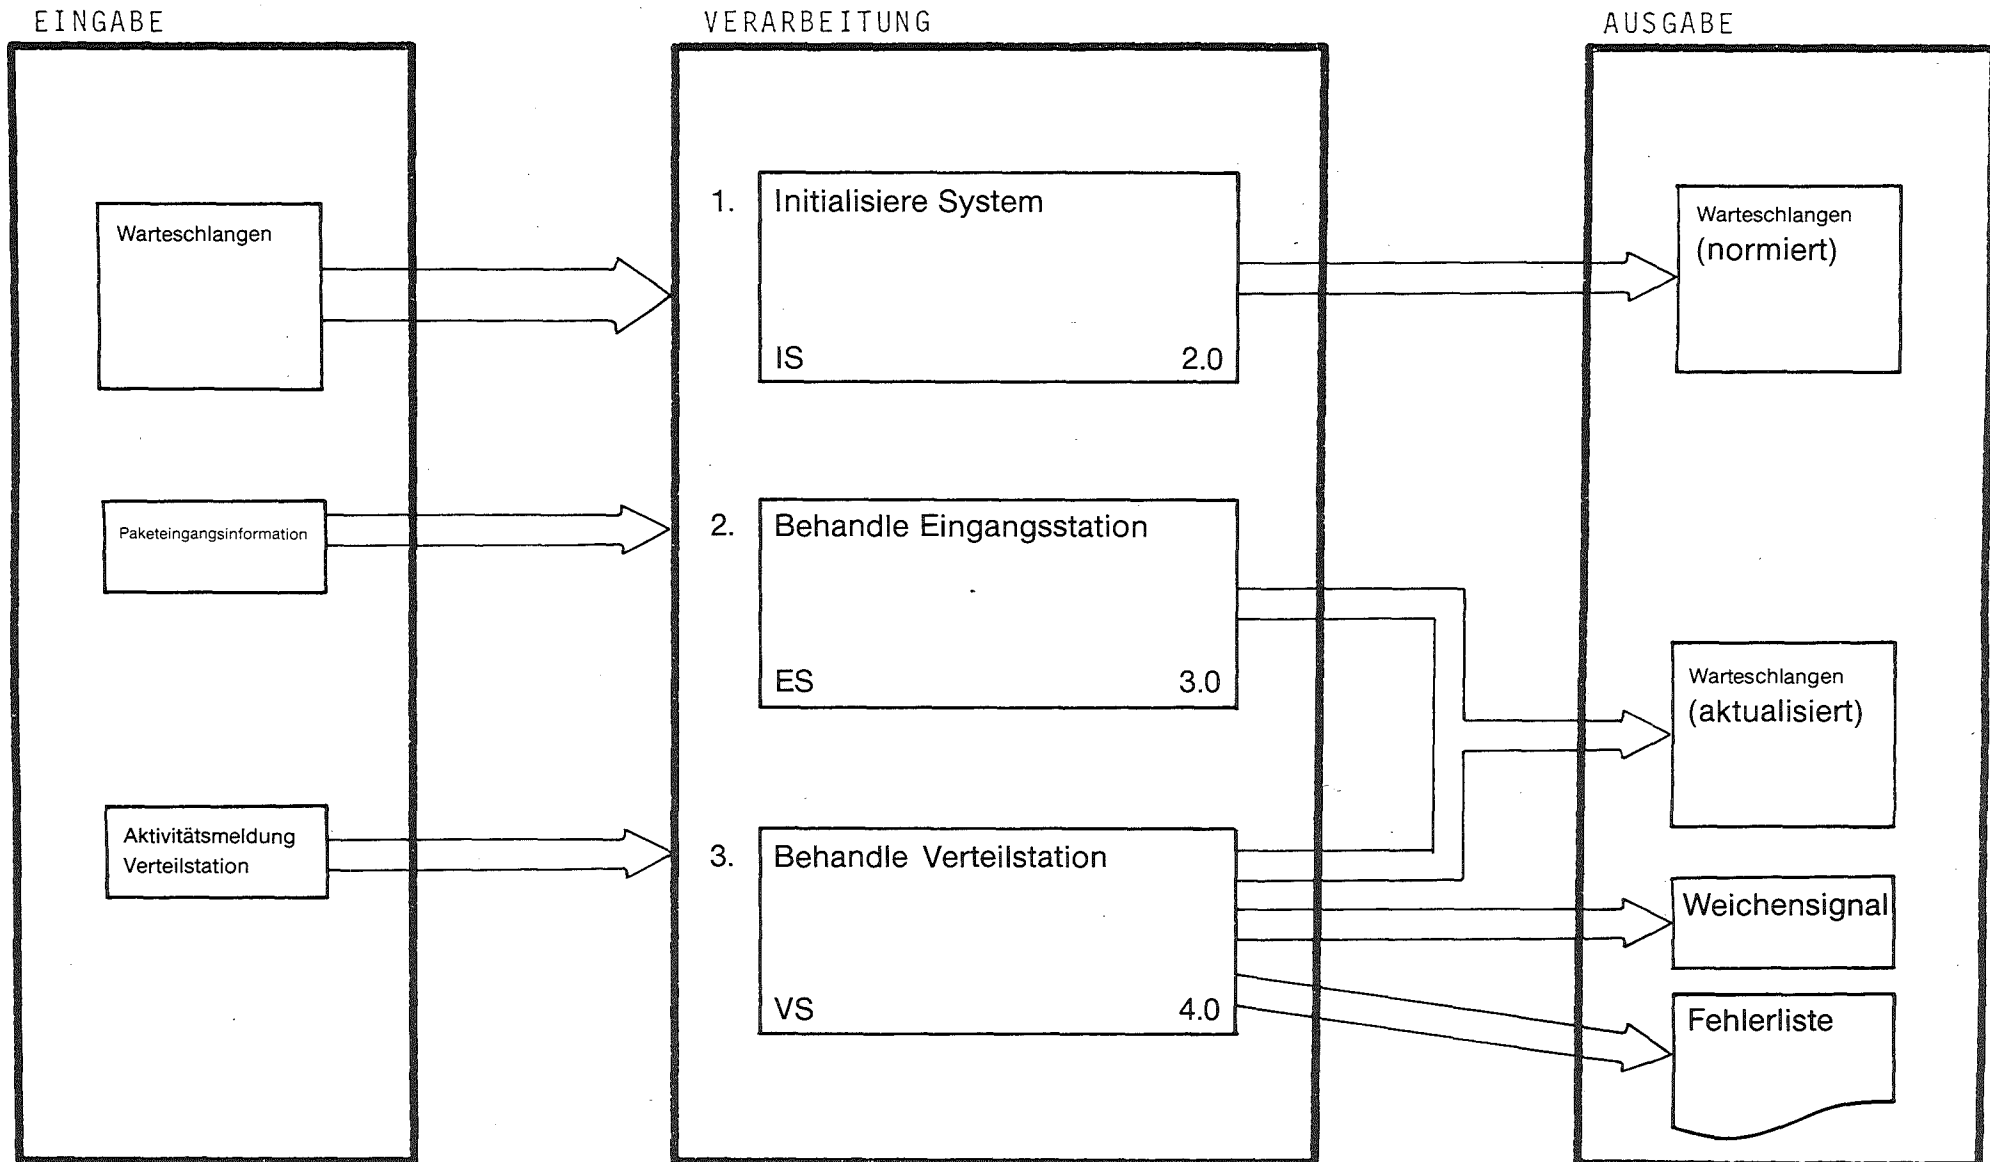 EINGABE
VERARBEITUNG
AUSGABE
Warteschlangen
Paketeingangsinformation
Aktivitätsmeldung
Verteilstation
1. Initialisiere System
IS 2.0
2. Behandle Eingangsstation
ES 3.0
3. Behandle Verteilstation
VS 4.0
Warteschlangen
(normiert)
Warteschlangen
(aktualisiert)
Weichensignal
Fehlerliste